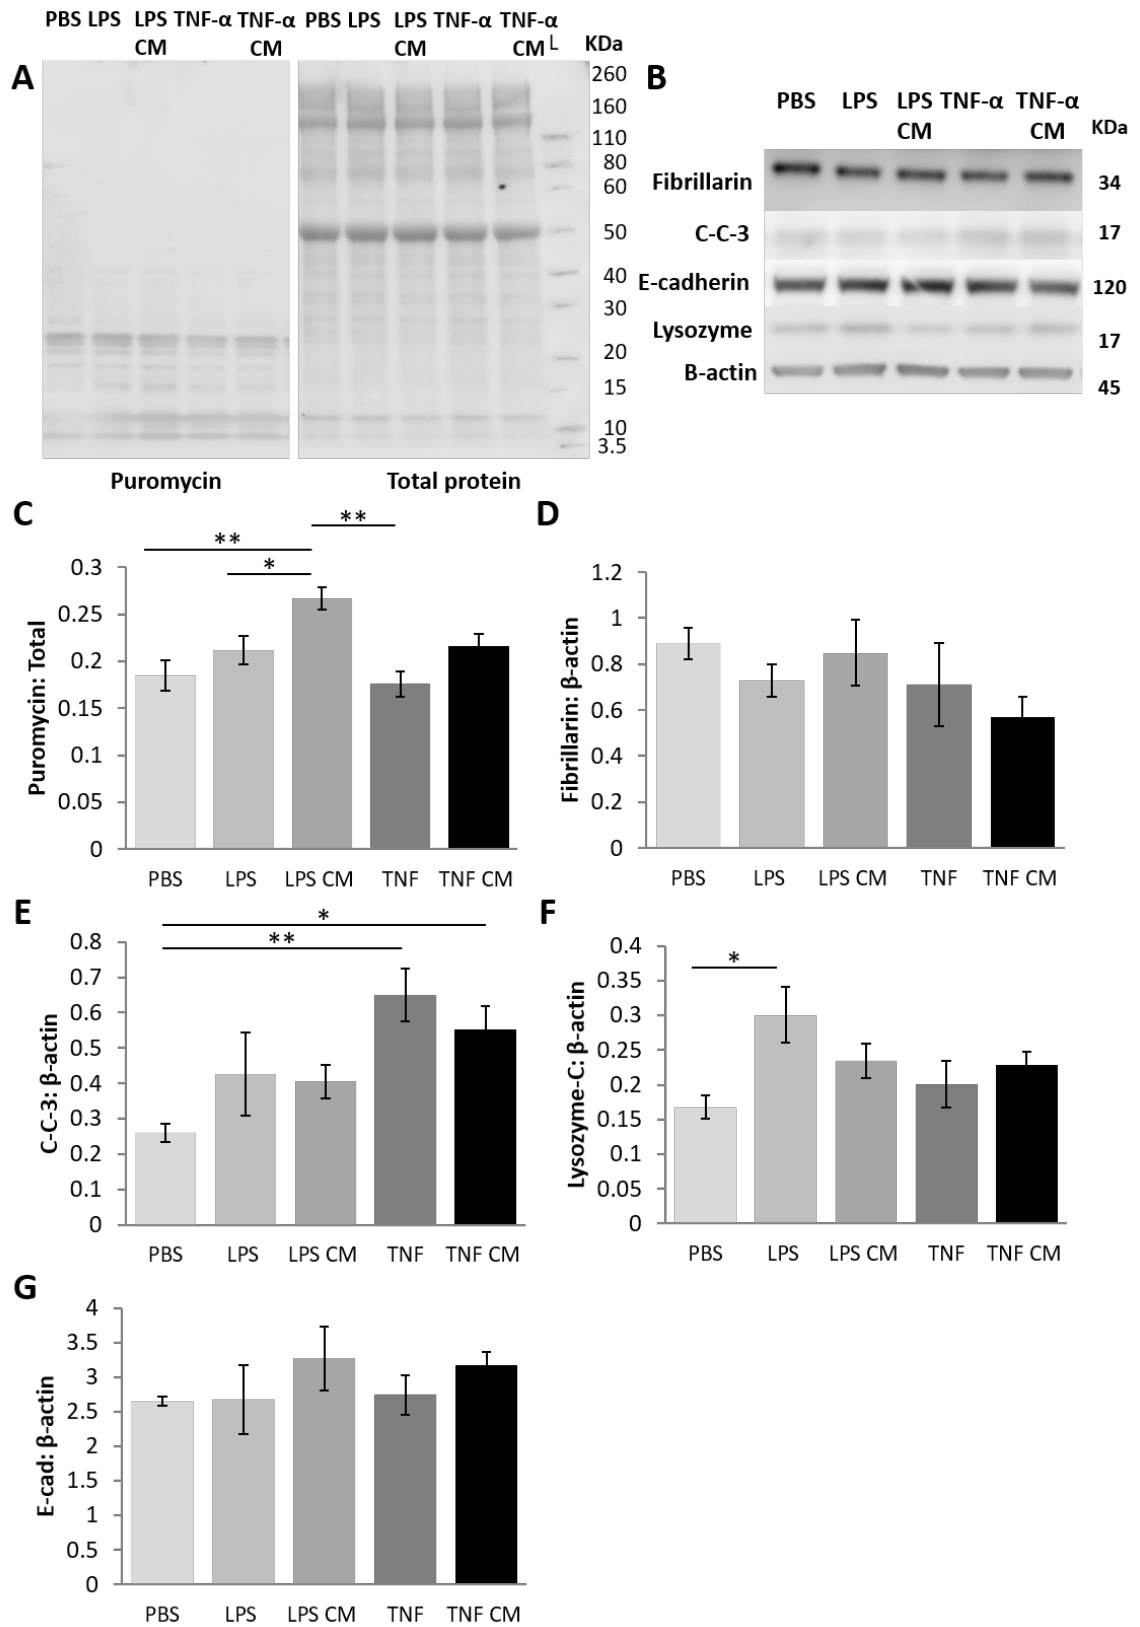 PBS LPS LPS TNF-α TNF-α PBS LPS LPS TNF-α TNF-α
CM CM CM CM L KDa
A
260
160
110
80
60
50
40
30
20
15
10
3.5
Puromycin Total protein
B
PBS LPS LPS TNF-α TNF-α
CM CM KDa
Fibrillarin 34
C-C-3 17
E-cadherin 120
Lysozyme 17
B-actin 45
C
**
**
*
Puromycin: Total
0.3
0.25
0.2
0.15
0.1
0.05
0
PBS LPS LPS CM TNF TNF CM
D
Fibrillarin: β-actin
1.2
1
0.8
0.6
0.4
0.2
0
PBS LPS LPS CM TNF TNF CM
E
*
**
C-C-3: β-actin
0.8
0.7
0.6
0.5
0.4
0.3
0.2
0.1
0
PBS LPS LPS CM TNF TNF CM
F
*
Lysozyme-C: β-actin
0.4
0.35
0.3
0.25
0.2
0.15
0.1
0.05
0
PBS LPS LPS CM TNF TNF CM
G
E-cad: β-actin
4
3.5
3
2.5
2
1.5
1
0.5
0
PBS LPS LPS CM TNF TNF CM